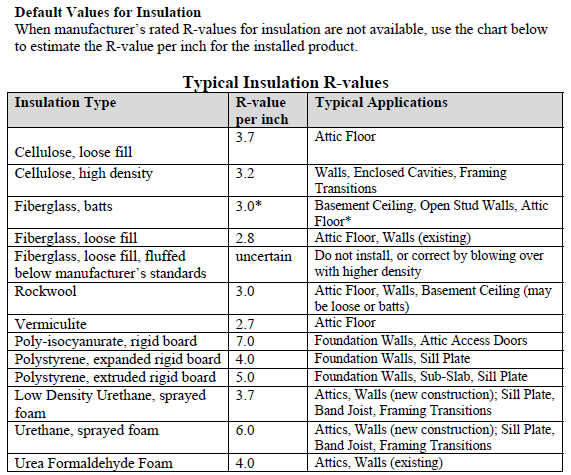 Default Values for Insulation
When manufacturer's rated R-values for insulation are not available, use the chart below
to estimate the R-value per inch for the installed product.
Typical Insulation R-values
Insulation Type R-value per inch Typical Applications
Cellulose, loose fill 3.7 Attic Floor
Cellulose, high density 3.2 Walls, Enclosed Cavities, Framing
Transitions
Fiberglass, batts 3.0* Basement Ceiling, Open Stud Walls, Attic
Floor*
Fiberglass, loose fill 2.8 Attic Floor, Walls (existing)
Fiberglass, loose fill, fluffed uncertain Do not install, or correct by blowing over
below manufacturer's standards with higher density
Rockwool 3.0 Attic Floor, Walls, Basement Ceiling (may
be loose or batts)
Vermiculite 2.7 Attic Floor
Poly-isocyanurate, rigid board 7.0 Foundation Walls, Attic Access Doors
Polystyrene, expanded rigid board 4.0 Foundation Walls, Sill Plate
Polystyrene, extruded rigid board 5.0 Foundation Walls, Sub-Slab, Sill Plate
Low Density Urethane, sprayed 3.7 Attics, Walls (new construction); Sill Plate,
foam Band Joist, Framing Transitions
Urethane, sprayed foam 6.0 Attics, Walls (new construction); Sill Plate,
Band Joist, Framing Transitions
Urea Formaldehyde Foam 4.0 Attics, Walls (existing)